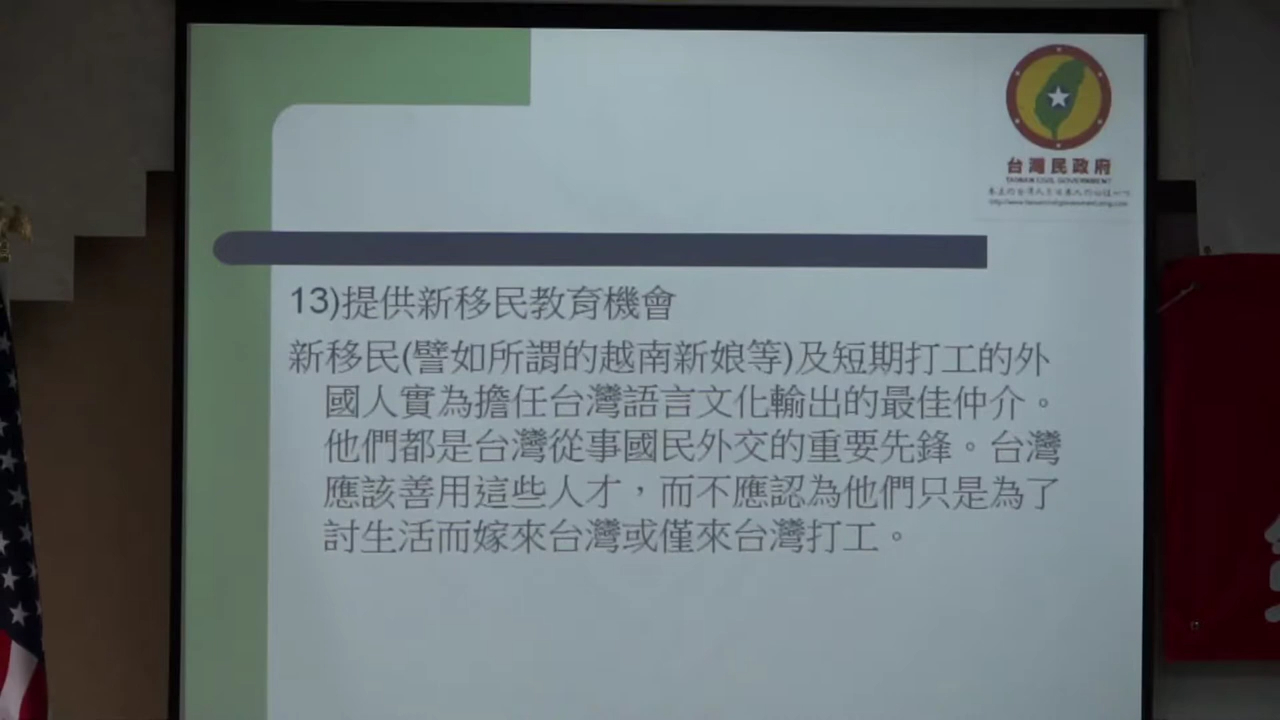 台灣民政府
TAIWAN CIVIL GOVERNMENT
13)提供新移民教育機會
新移民(譬如所謂的越南新娘等)及短期打工的外
國人實為擔任台灣語言文化輸出的最佳仲介。
他們都是台灣從事國民外交的重要先鋒。台灣
應該善用這些人才，而不應認為他們只是為了
討生活而嫁來台灣或僅來台灣打工。